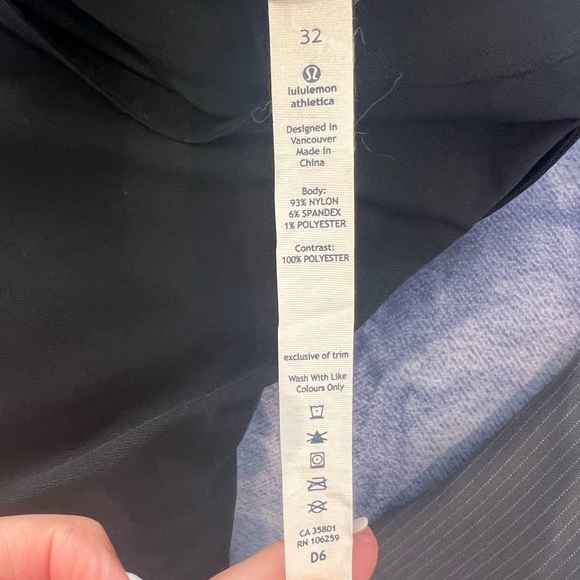 32
lululemon
athletica
Designed in
Vancouver
Made in
China
Body:
93% NYLON
6% SPANDEX
1% POLYESTER
Contrast:
100% POLYESTER
exclusive of trim
Wash With Like
Colours Only
CA 35801
RN 106259
D6